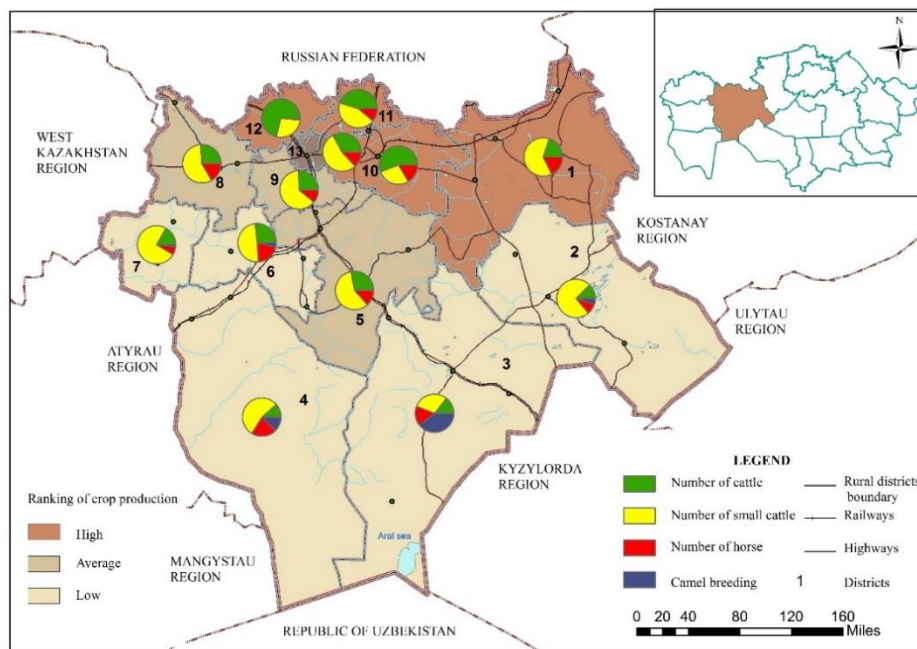 N
RUSSIAN FEDERATION
WEST
KAZAKHSTAN
REGION
11
12
13
10
1
8
9
KOSTANAY
REGION
2
7
6
5
ULYTAU
REGION
ATYRAU
REGION
3
4
KYZYLORDA
REGION
Aral sea
MANGYSTAU
REGION
REPUBLIC OF UZBEKISTAN
Ranking of crop production
High
Average
Low
LEGEND
Number of cattle
Number of small cattle
Number of horse
Camel breeding
Rural districts
boundary
Railways
Highways
1 Districts
0 20 40 80 120 160
Miles